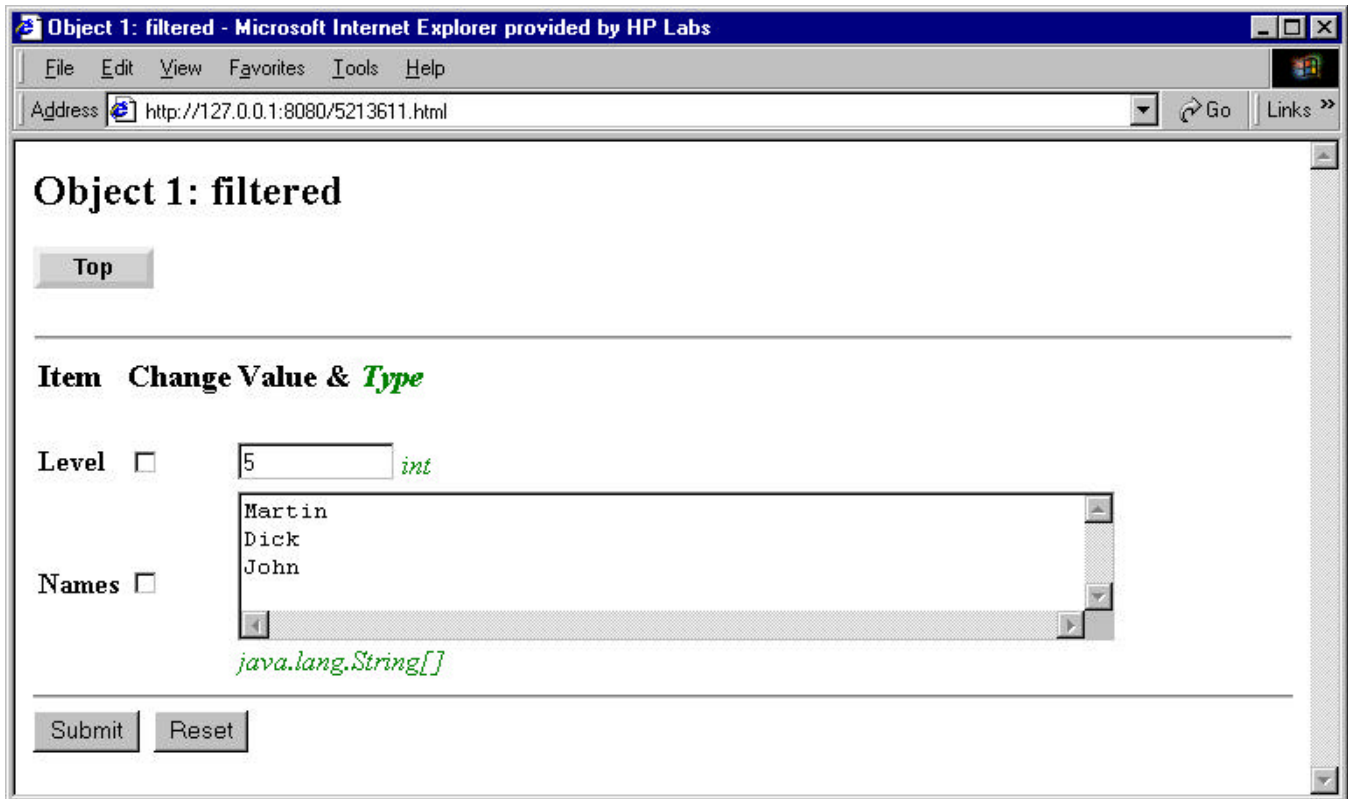 Object 1: filtered - Microsoft Internet Explorer provided by HP Labs
File Edit View Favorites Tools Help
Address http://127.0.0.1:8080/5213611.html Go Links »
Object 1: filtered
Top
Item Change Value & Type
Level 5 int
Names
Martin
Dick
John
java.lang.String[]
Submit Reset